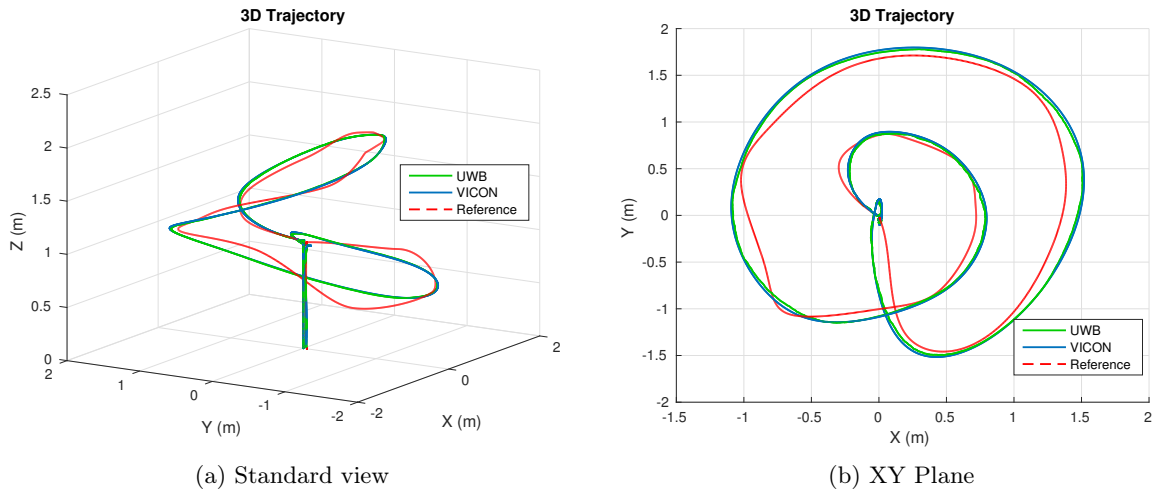 3D Trajectory
2.5
2
1.5
1
0.5
0
Z (m)
2
1
0
-1
-2
Y (m)
-2
0
2
X (m)
UWB
VICON
Reference
(a) Standard view
3D Trajectory
2
1.5
1
0.5
0
-0.5
-1
-1.5
-2
Y (m)
-1.5
-1
-0.5
0
0.5
1
1.5
2
X (m)
UWB
VICON
Reference
(b) XY Plane